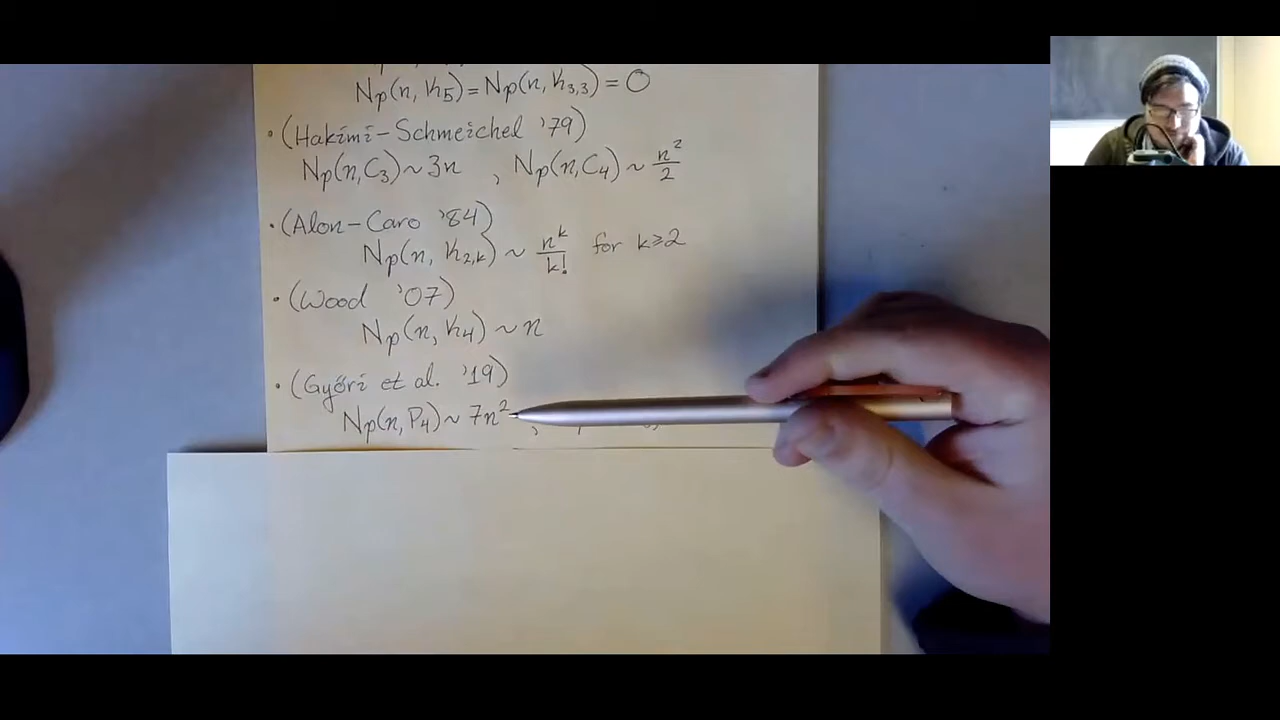 Np(n, K5) = Np(n, K3,3) = 0
• (Hakimi-Schmeichel '79)
Np(n, C3) ~ 3n , Np(n, C4) ~ n²/2
• (Alon-Caro '84)
Np(n, K2,k) ~ n^k/k! for k≥2
• (Wood '07)
Np(n, K4) ~ n
• (Győri et al. '19)
Np(n, P4) ~ 7n² ,